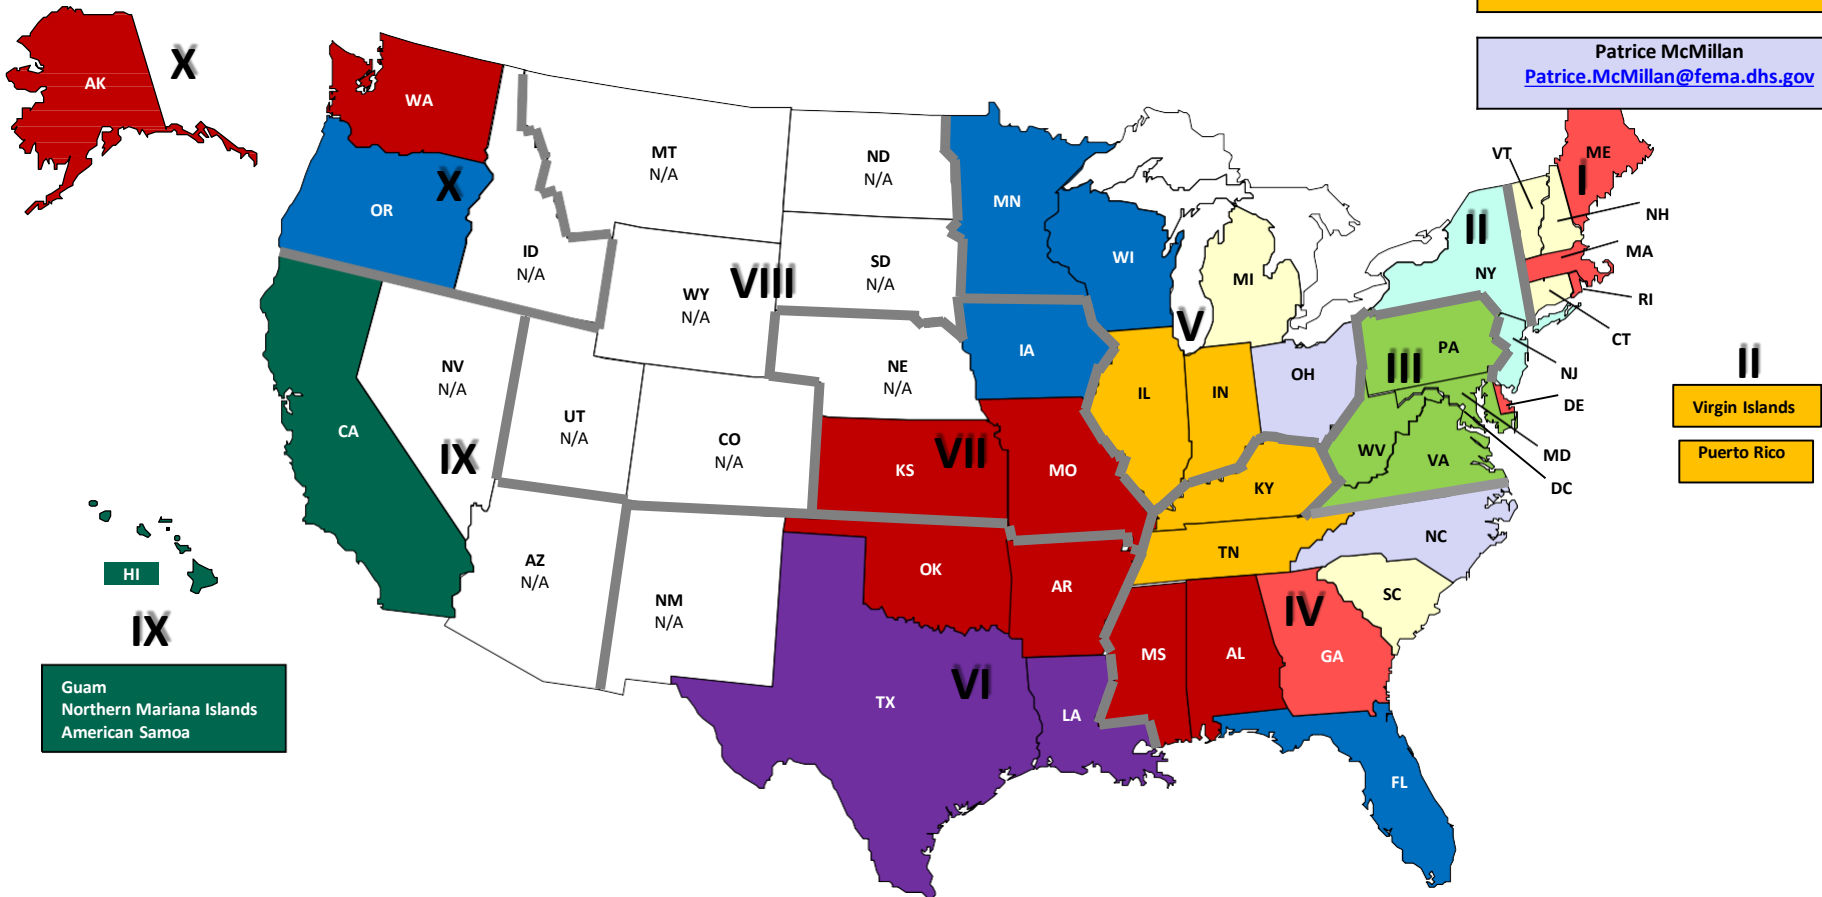 Patrice McMillan
Patrice.McMillan@fema.dhs.gov
X
AK
WA
MT
N/A
ND
N/A
VT
ME
I
X
OR
MN
NH
II
ID
N/A
SD
N/A
WI
MI
NY
MA
VIII
WY
N/A
RI
V
CT
IA
PA
NV
N/A
NE
N/A
OH
III
NJ
II
IL
IN
DE
Virgin Islands
UT
N/A
CO
N/A
CA
IX
KS
VII
MO
WV
VA
MD
Puerto Rico
KY
DC
NC
AZ
N/A
TN
HI
OK
AR
SC
NM
N/A
IV
IX
MS
AL
GA
VI
Guam
Northern Mariana Islands
American Samoa
TX
LA
FL